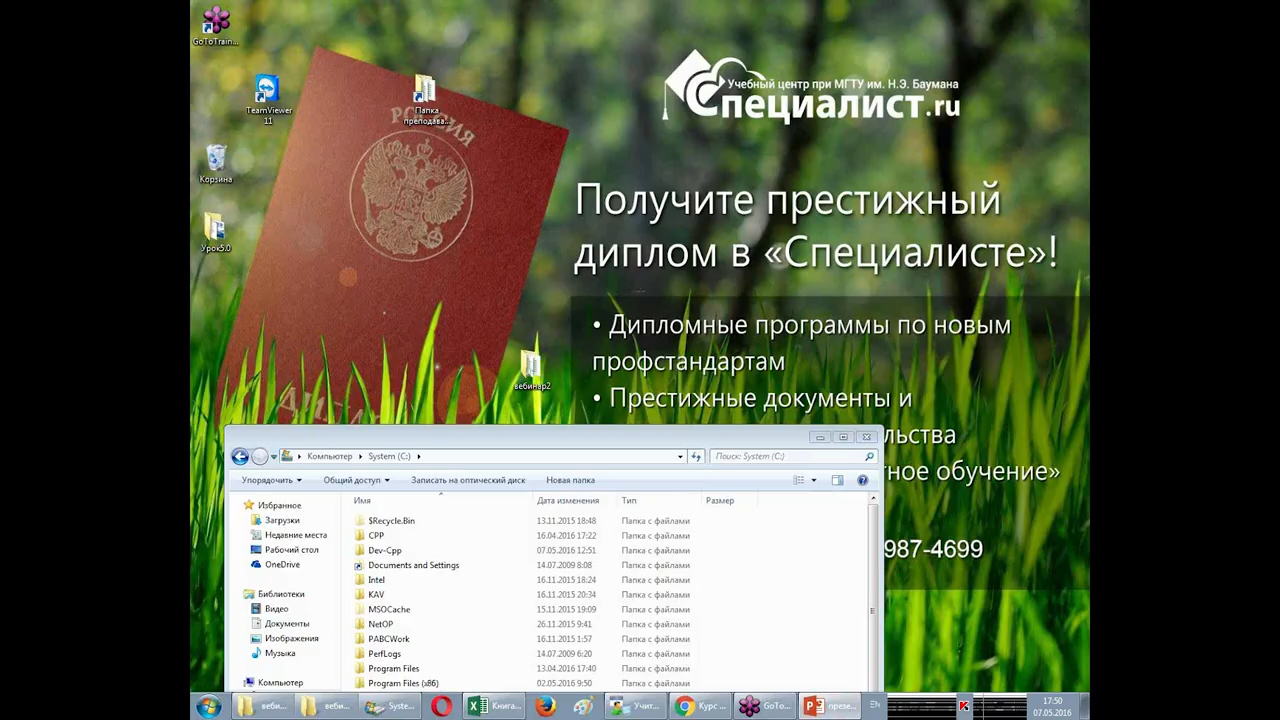 GoToTrain...
TeamViewer
11
Папка
преподава...
Корзина
Урок5.0
вебинар2
РОССИЯ
Учебный центр при МГТУ им. Н.Э. Баумана
Специалист.ru
Получите престижный
диплом в «Специалисте»!
• Дипломные программы по новым
профстандартам
• Престижные документы и
льства
ное обучение»
987-4699
Компьютер
System (C:)
Поиск: System (C:)
Упорядочить
Общий доступ
Записать на оптический диск
Новая папка
Имя
Дата изменения
Тип
Размер
Избранное
Загрузки
Недавние места
Рабочий стол
OneDrive
Библиотеки
Видео
Документы
Изображения
Музыка
Компьютер
$Recycle.Bin 13.11.2015 18:48 Папка с файлами
CPP 16.04.2016 17:22 Папка с файлами
Dev-Cpp 07.05.2016 12:51 Папка с файлами
Documents and Settings 14.07.2009 8:08 Папка с файлами
Intel 16.11.2015 18:24 Папка с файлами
KAV 16.11.2015 20:34 Папка с файлами
MSOCache 15.11.2015 19:09 Папка с файлами
NetOP 26.11.2015 9:41 Папка с файлами
PABCWork 16.11.2015 1:57 Папка с файлами
PerfLogs 14.07.2009 6:20 Папка с файлами
Program Files 13.04.2016 17:40 Папка с файлами
Program Files (x86) 02.05.2016 9:50 Папка с файлами
веби...
веби...
Syste...
Книга...
Учит...
Курс ...
GoTo...
презе...
EN
17:50
07.05.2016